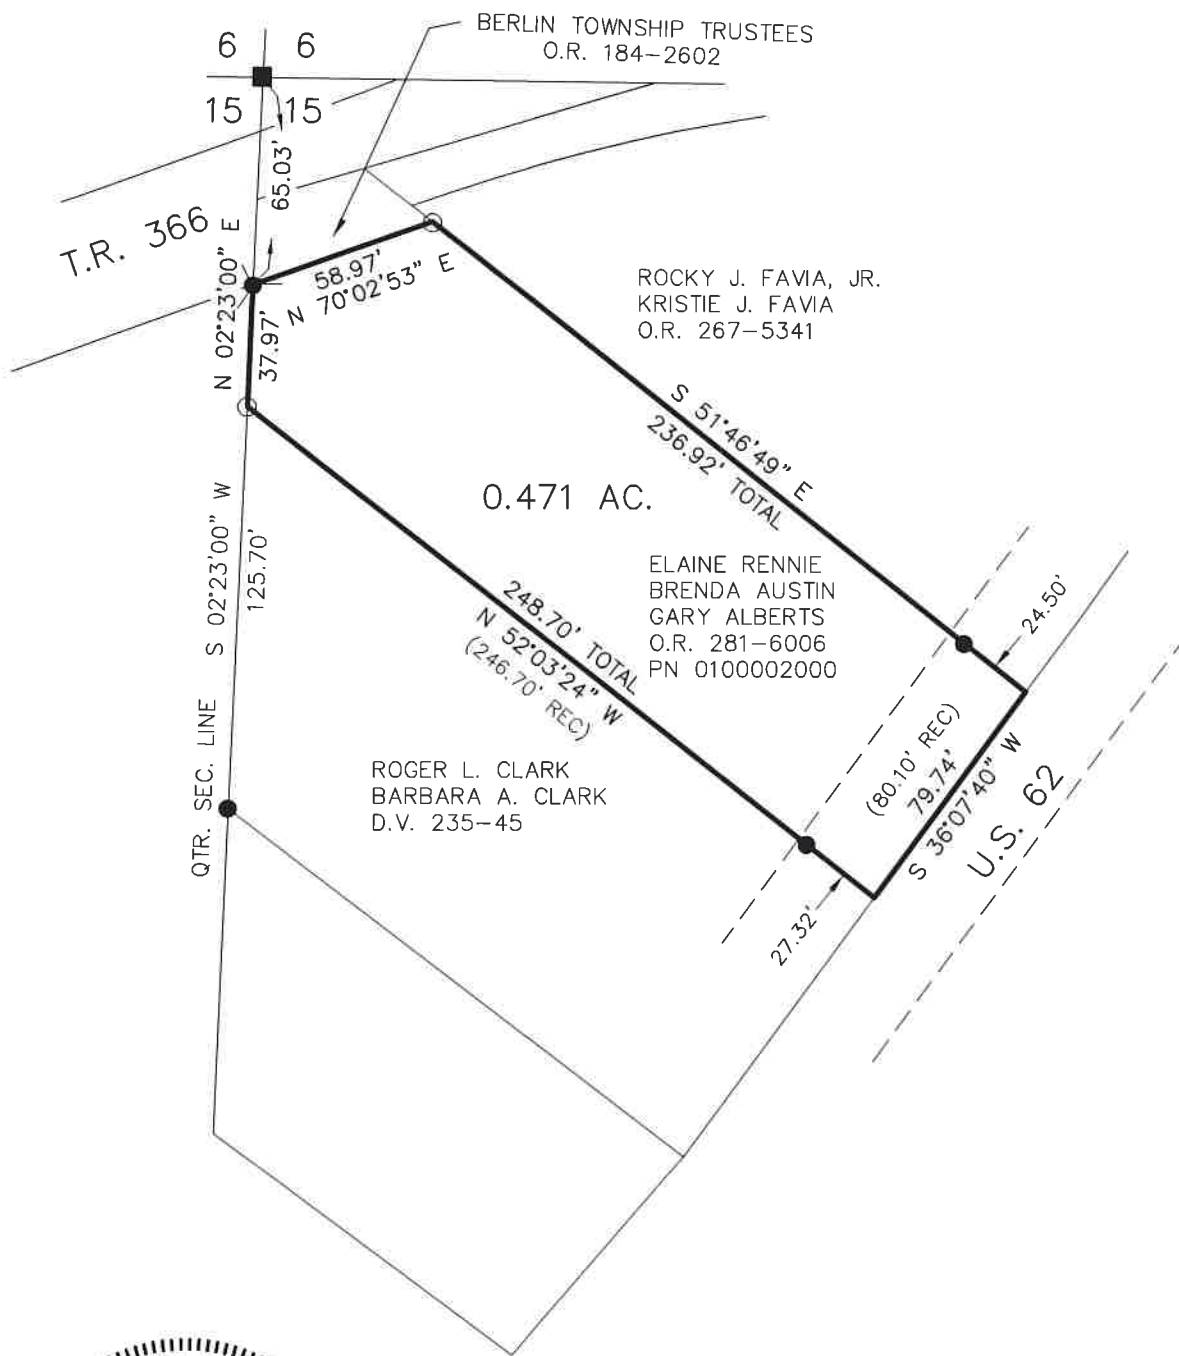 BERLIN TOWNSHIP TRUSTEES
O.R. 184-2602
6 6
15 15
65.03'
T.R. 366
N 02°23'00" E
37.97'
58.97'
N 70°02'53" E
ROCKY J. FAVIA, JR.
KRISTIE J. FAVIA
O.R. 267-5341
S 51°46'49" E
236.92' TOTAL
0.471 AC.
S 02°23'00" W
125.70'
QTR. SEC. LINE
248.70' TOTAL
N 52°03'24" W
(246.70' REC)
ELAINE RENNIE
BRENDA AUSTIN
GARY ALBERTS
O.R. 281-6006
PN 0100002000
24.50'
(80.10' REC)
79.74'
S 36°07'40" W
U.S. 62
27.32'
ROGER L. CLARK
BARBARA A. CLARK
D.V. 235-45